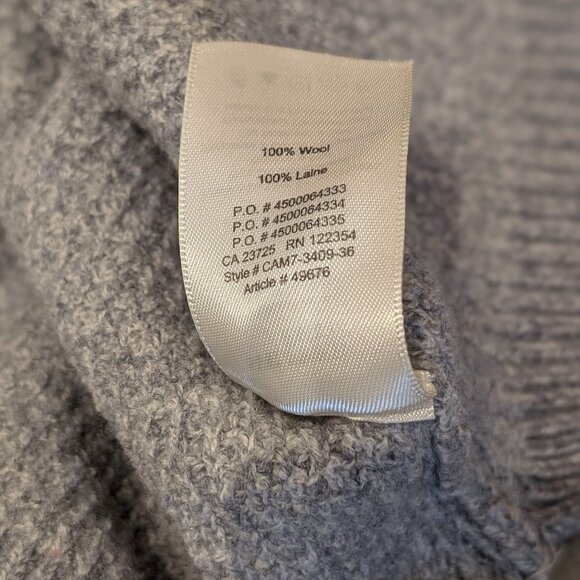 100% Wool
100% Laine
P.O. # 4500064333
P.O. # 4500064334
P.O. # 4500064335
CA 23725 RN 122354
Style # CAM7-3409-36
Article # 49676